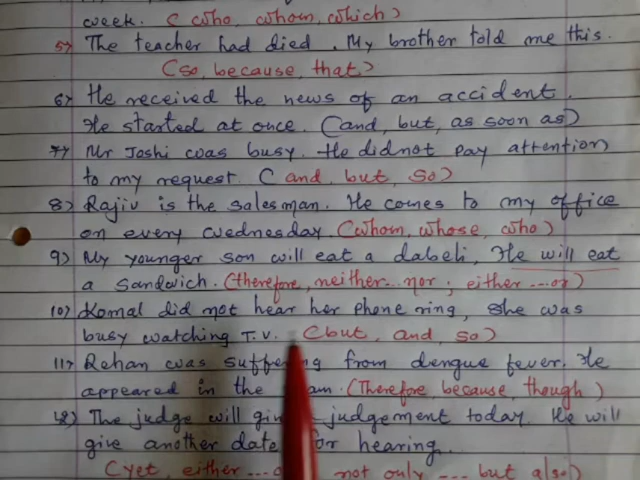 week. (who, whom, which)
5) The teacher had died. My brother told me this.
(so, because, that)
6) He received the news of an accident.
He started at once. (and, but, as soon as)
7) Mr Joshi was busy. He didnot pay attention
to my request. (and, but, so)
8) Rajiv is the salesman. He comes to my office
on every wednesday (whom, whose, who)
9) My younger son will eat a dabeli. He will eat
a sandwich. (therefore, neither...nor, either....or)
10) Komal did not hear her phone ring, she was
busy watching T.V. (but, and, so)
11) Rehan was suffering from dengue fever. He
appeared in the (Therefore because, though)
12) The judge will judgement today. He will
give another date for hearing.
(yet, either .... not only ... but also)